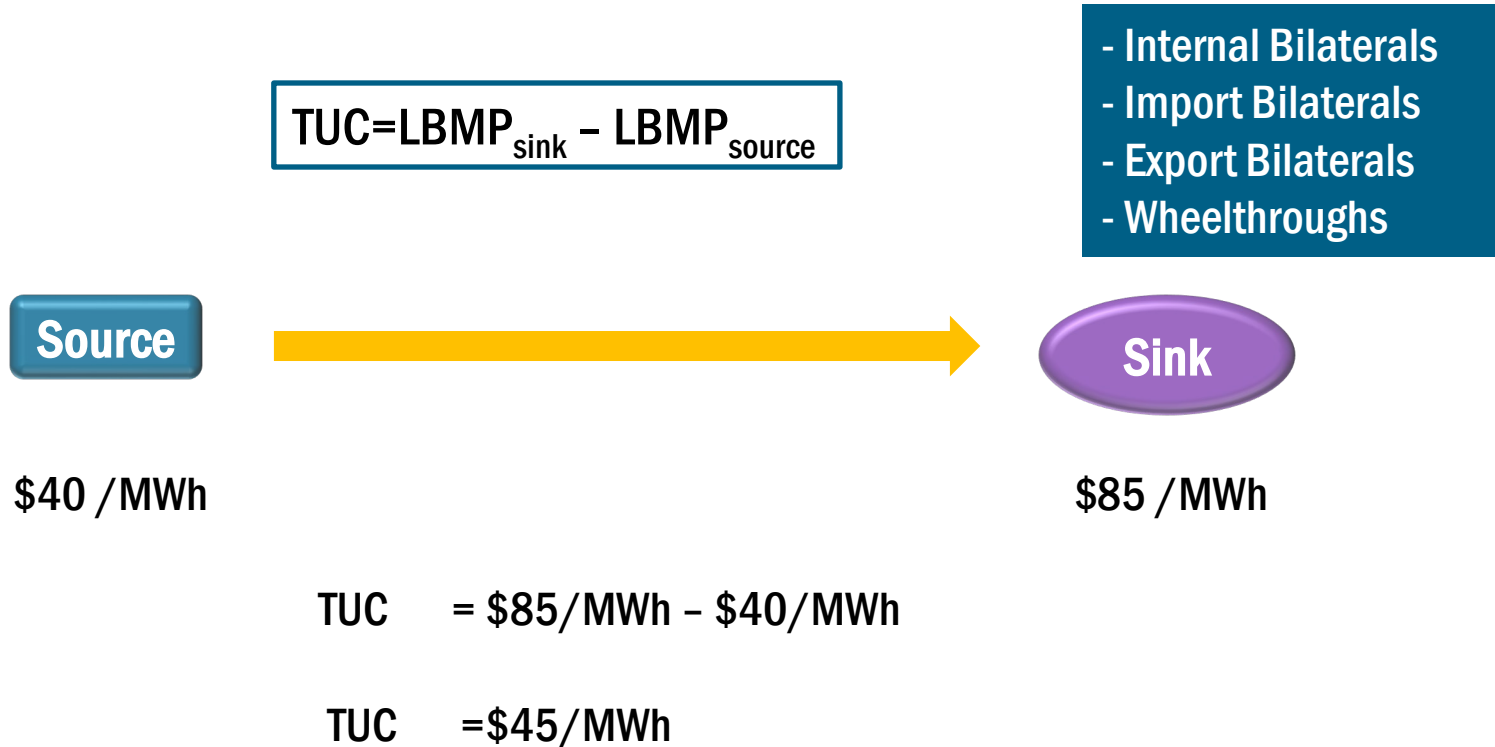 - Internal Bilaterals
- Import Bilaterals
- Export Bilaterals
- Wheelthroughs
TUC=LBMPsink – LBMPsource
Source
Sink
$40 /MWh
$85 /MWh
TUC = $85/MWh – $40/MWh
TUC =$45/MWh